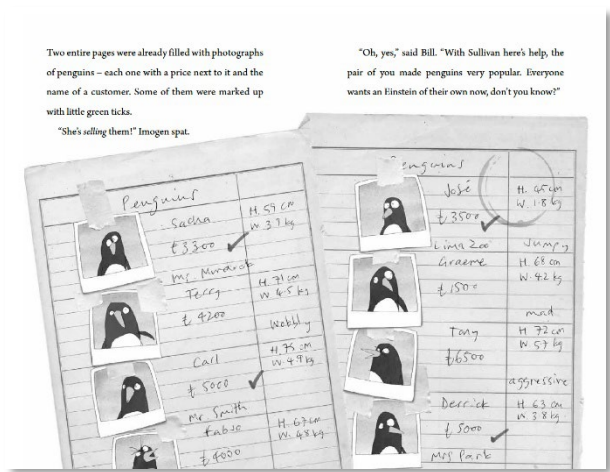 Two entire pages were already filled with photographs
of penguins – each one with a price next to it and the
name of a customer. Some of them were marked up
with little green ticks.
“She’s selling them!” Imogen spat.
“Oh, yes,” said Bill. “With Sullivan here’s help, the
pair of you made penguins very popular. Everyone
wants an Einstein of their own now, don’t you know?”
Penguins
Sacha
H. 59 cm
W 3.7 kg
£3300
Mr Murdock
Terry
H. 71 cm
W 4.5 kg
£ 4200
Wobbly
Carl
H. 75 cm
W 4.9 kg
£ 5000
Mr Smith
Fabio
H. 67 cm
W. 4.8 kg
£4000
Penguins
José
H. 45 cm
W 1.8 kg
£3500
Lima Zoo
Jumpy
Graeme
H. 68 cm
W 4.2 kg
£1500
mad
Tony
H 72 cm
W 5.7 kg
£6500
aggressive
Derrick
H. 63 cm
W. 3.8 kg
£5000
Mrs Park